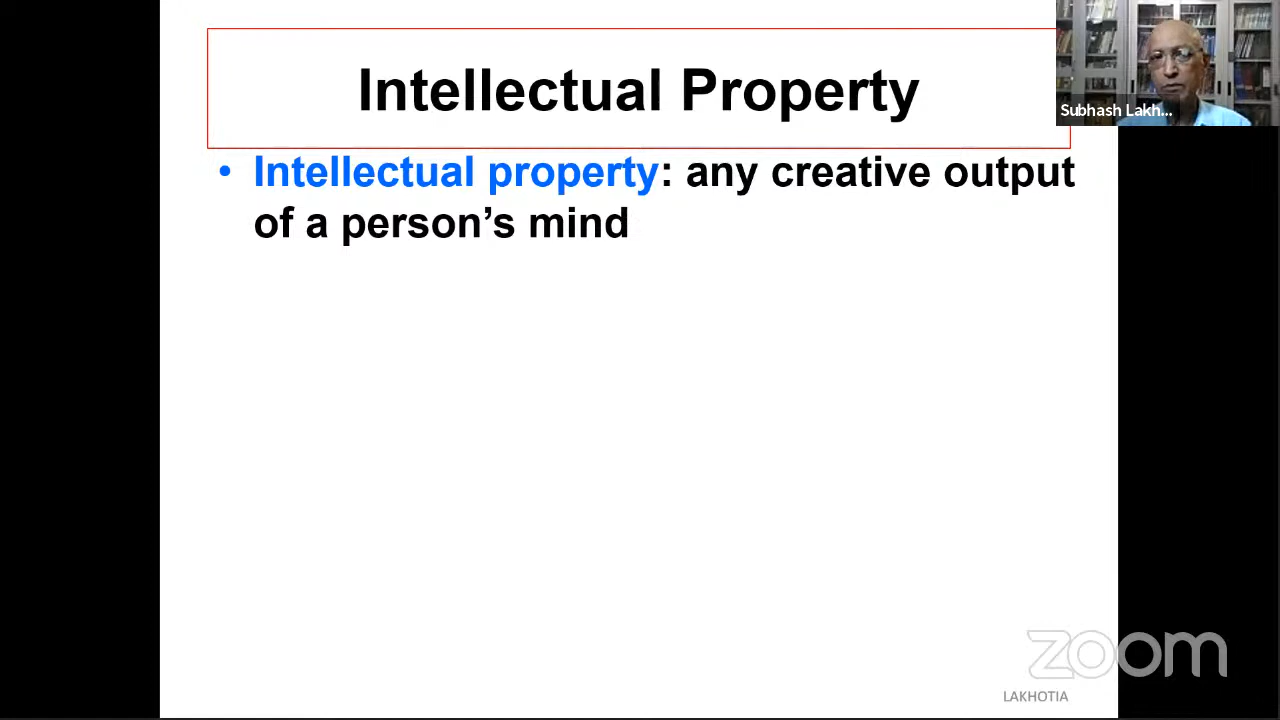 Intellectual Property
Subhash Lakh...
• Intellectual property: any creative output
of a person’s mind
zoom
LAKHOTIA